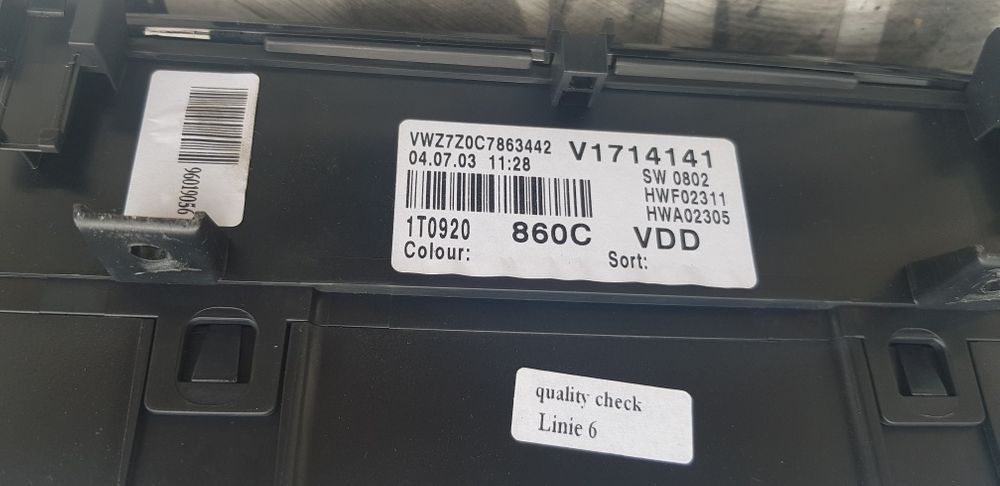 96019056
VWZ7Z0C7863442 V1714141
04.07.03 11:28 SW 0802
HWF02311
HWA02305
1T0920 860C VDD
Colour: Sort:
quality check
Linie 6